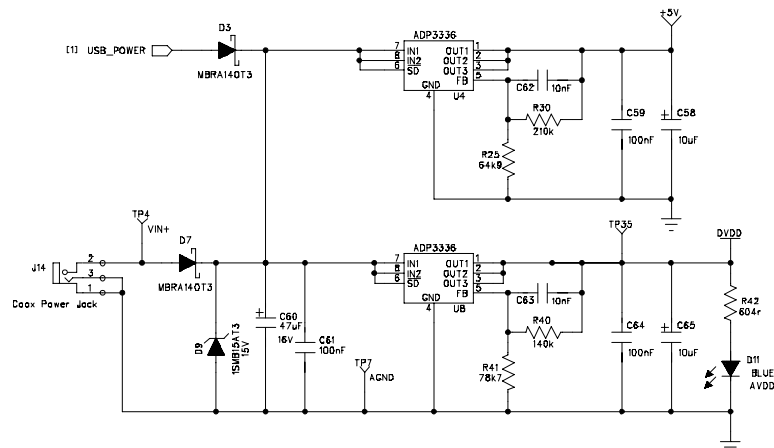 +5V
D3
ADP3336
[1] USB_POWER
MBRA140T3
7 IN1 OUT1 1
8 IN2 OUT2 2
6 SD OUT3 3
FB 5
GND
4
U4
C62 10nF
R30
210k
R25
64k9
C59
100nF
C58
+
10uF
TP4
VIN+
TP35
DVDD
D7
ADP3336
J14
2
3
1
Coax Power Jack
MBRA140T3
7 IN1 OUT1 1
8 IN2 OUT2 2
6 SD OUT3 3
FB 5
GND
4
U8
C63 10nF
R40
140k
R41
78k7
+
C60
47uF
16V
C61
100nF
D9
1SMB15AT3
15V
TP7
AGND
C64
100nF
+
C65
10uF
R42
604r
D11
BLUE
AVDD